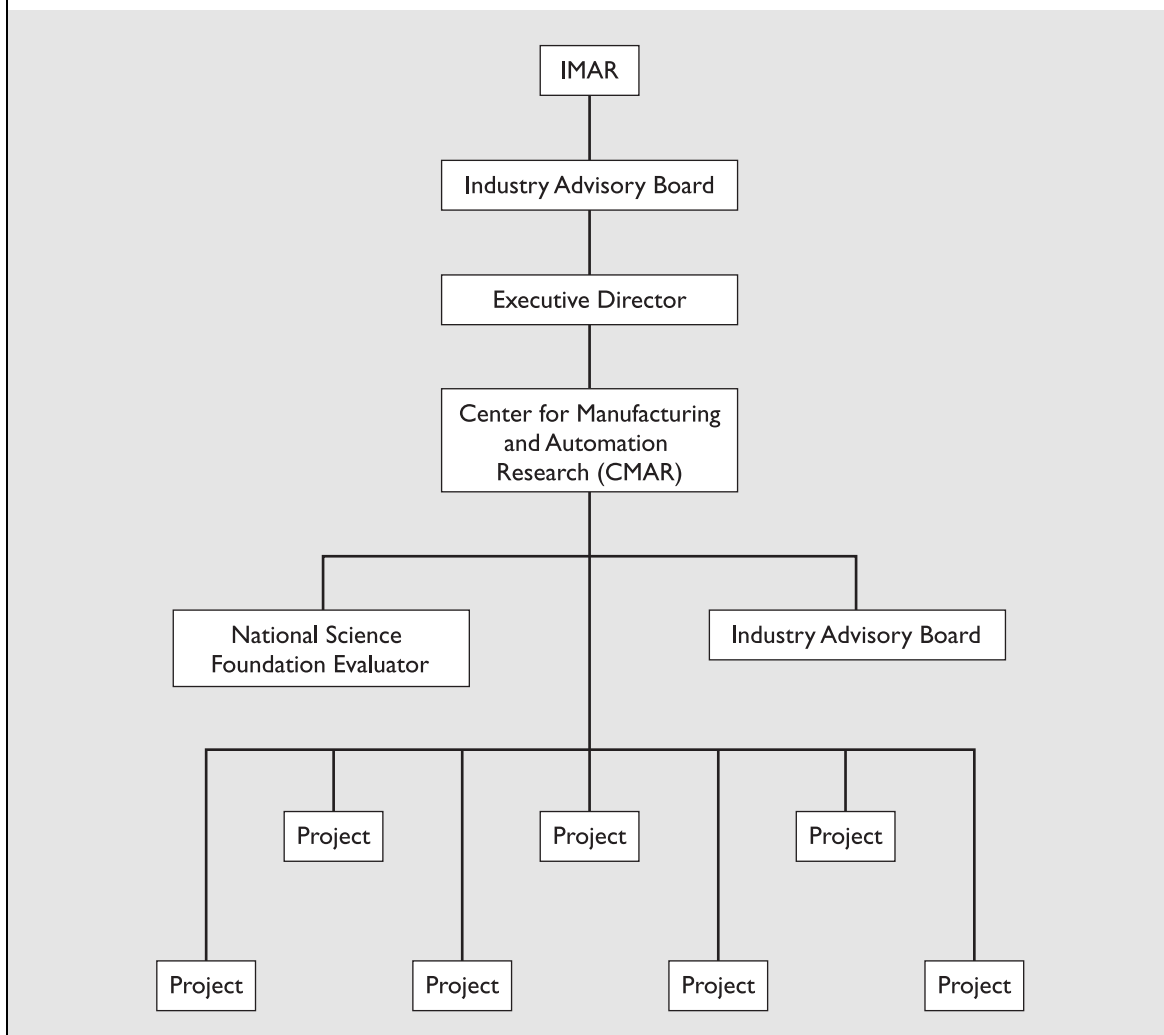 IMAR
Industry Advisory Board
Executive Director
Center for Manufacturing
and Automation
Research (CMAR)
National Science
Foundation Evaluator
Industry Advisory Board
Project
Project
Project
Project
Project
Project
Project